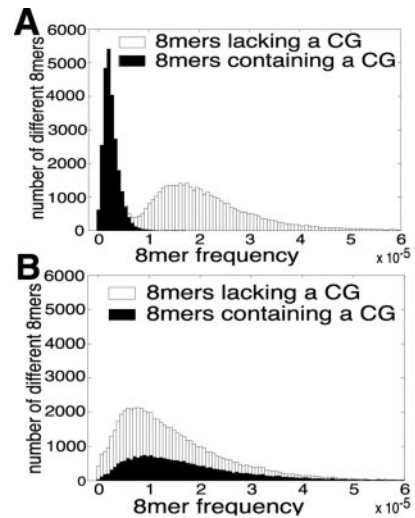 A
6000
5000
4000
3000
2000
1000
0
number of different 8mers
8mers lacking a CG
8mers containing a CG
0 1 2 3 4 5 6
x 10-5
8mer frequency
B
6000
5000
4000
3000
2000
1000
0
number of different 8mers
8mers lacking a CG
8mers containing a CG
0 1 2 3 4 5 6
x 10-5
8mer frequency